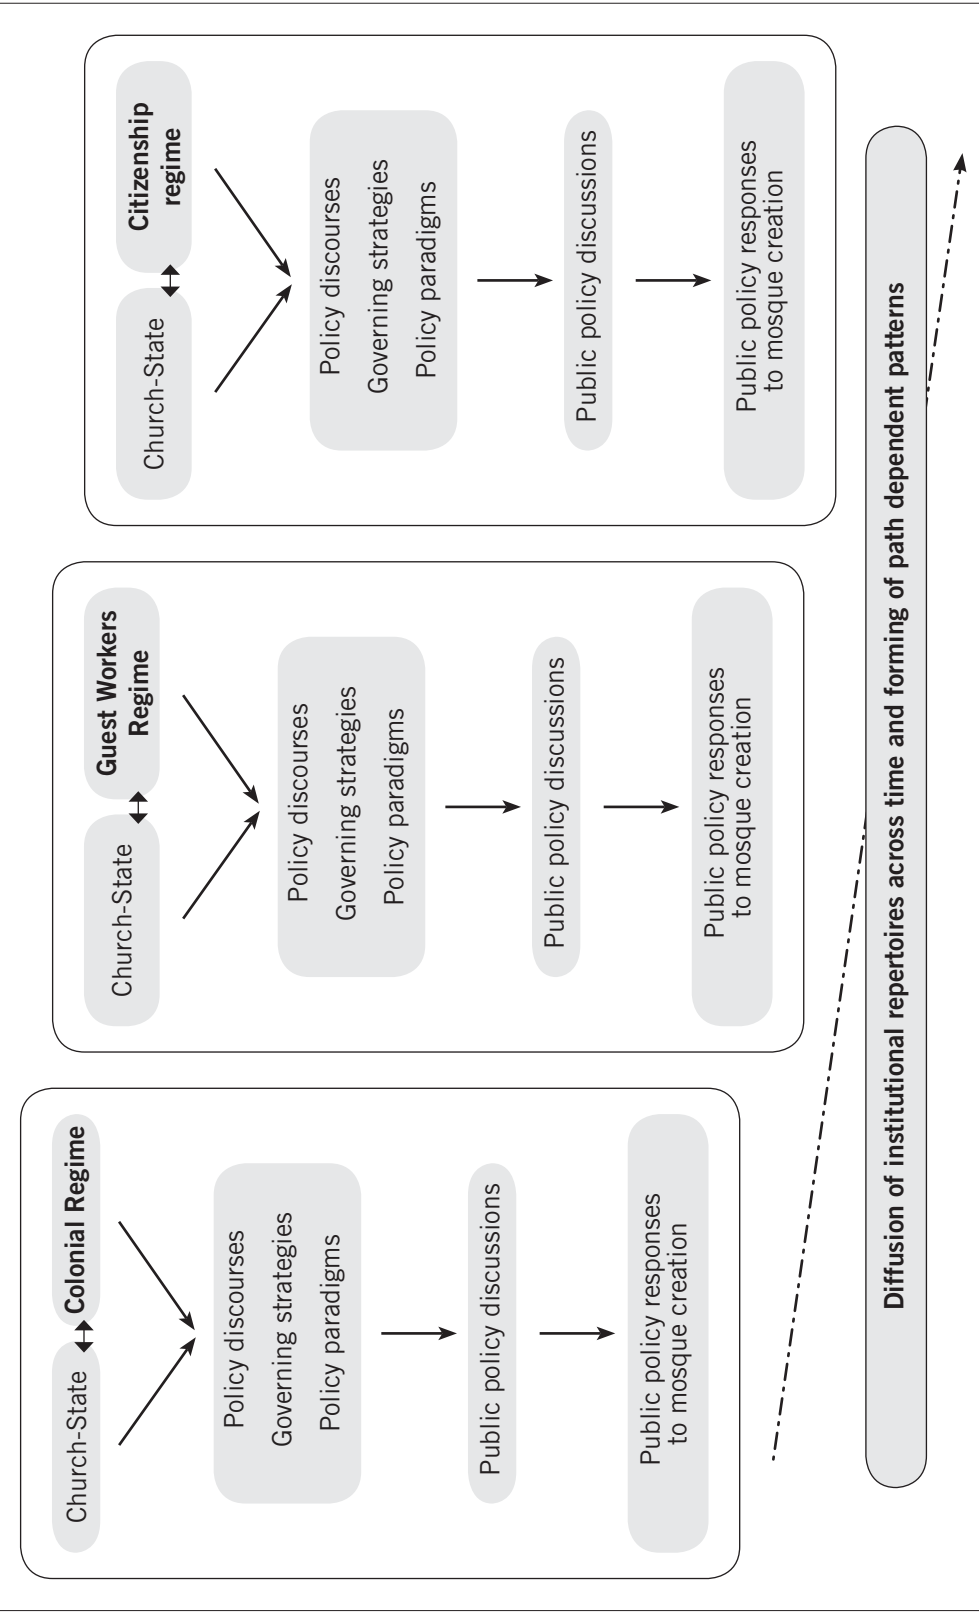 Church-State
Colonial Regime
Policy discourses
Governing strategies
Policy paradigms
Public policy discussions
Public policy responses
to mosque creation
Church-State
Guest Workers
Regime
Policy discourses
Governing strategies
Policy paradigms
Public policy discussions
Public policy responses
to mosque creation
Church-State
Citizenship
regime
Policy discourses
Governing strategies
Policy paradigms
Public policy discussions
Public policy responses
to mosque creation
Diffusion of institutional repertoires across time and forming of path dependent patterns